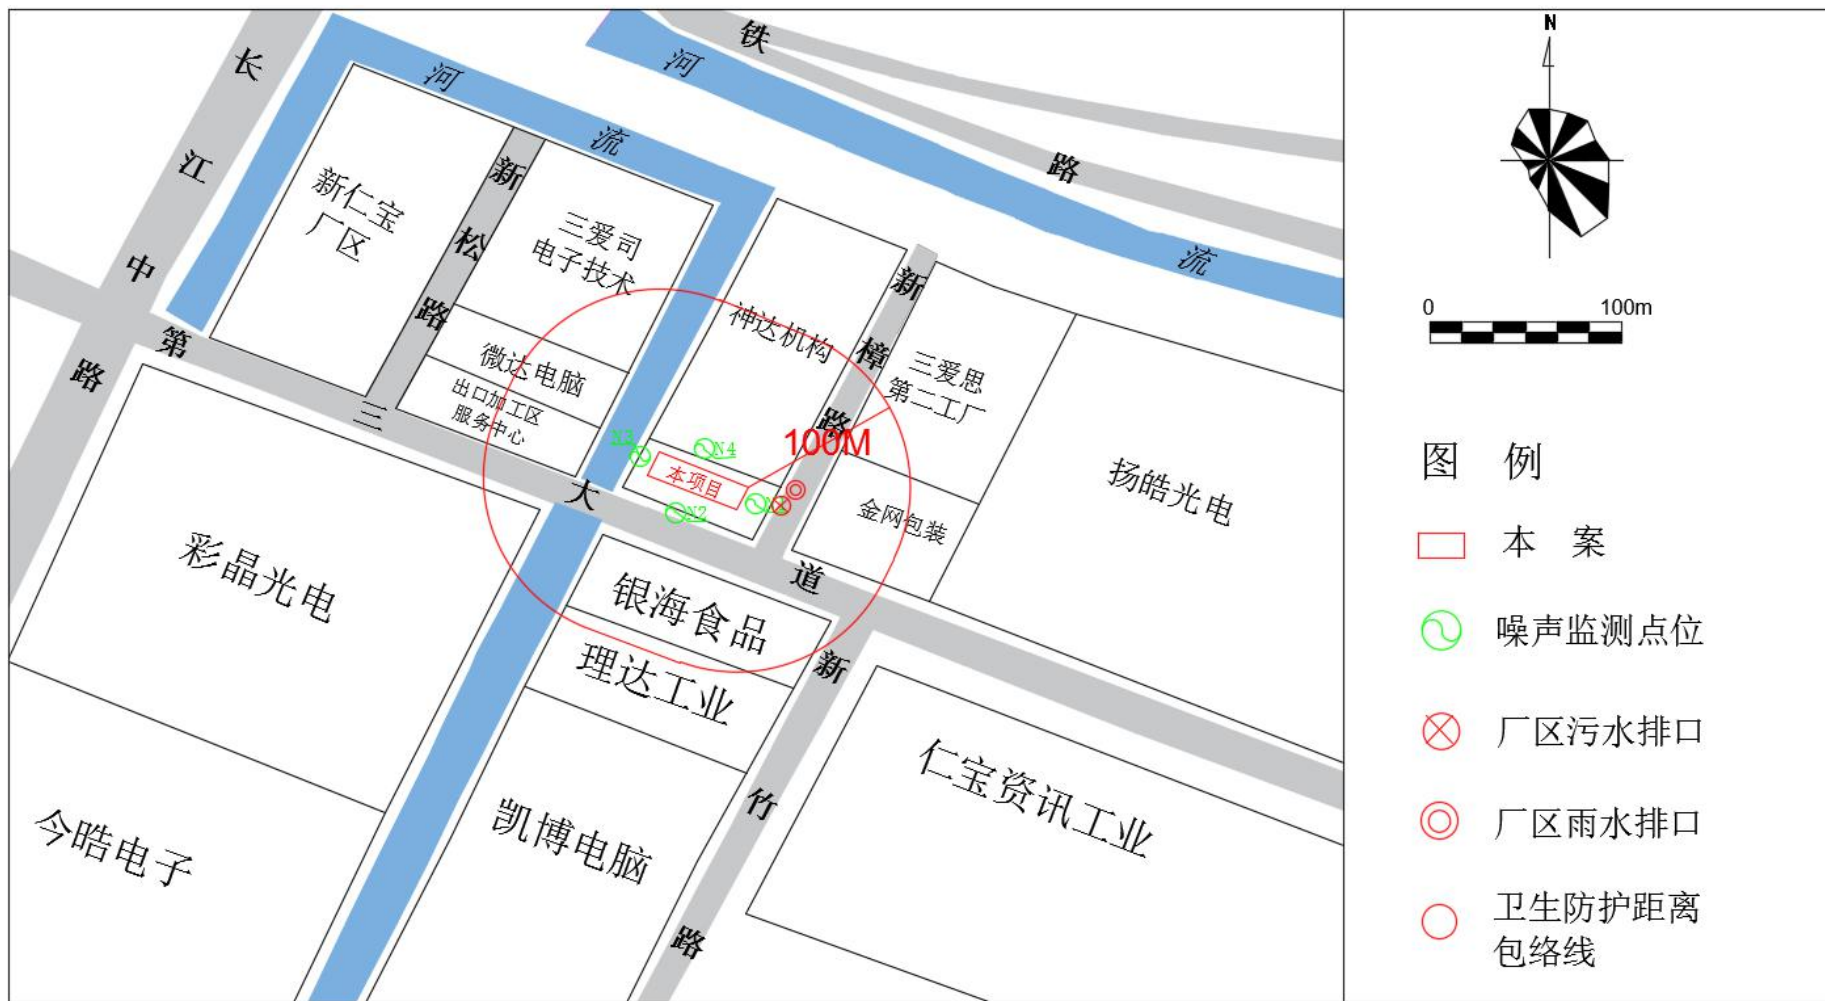 长江中路
铁路
河流
河流
新仁宝
厂区
新松路
三爱司
电子技术
神达机构
新樟路
三爱思
第二工厂
扬皓光电
微达电脑
出口加工区
服务中心
第三大道
N3
N4
100M
本项目
N2
金网包装
彩晶光电
银海食品
理达工业
新竹路
仁宝资讯工业
今皓电子
凯博电脑
N
0
100m
图 例
本 案
噪声监测点位
厂区污水排口
厂区雨水排口
卫生防护距离
包络线